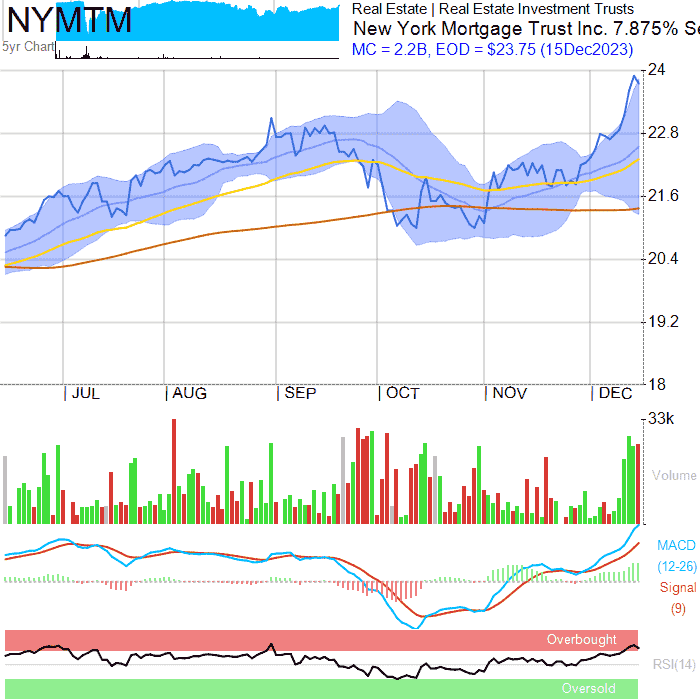 NYMTM
Real Estate | Real Estate Investment Trusts
New York Mortgage Trust Inc. 7.875% Se
5yr Chart
MC = 2.2B, EOD = $23.75 (15Dec2023)
24
22.8
21.6
20.4
19.2
18
JUL AUG SEP OCT NOV DEC
33k
Volume
MACD
(12-26)
Signal
(9)
Overbought
RSI(14)
Oversold